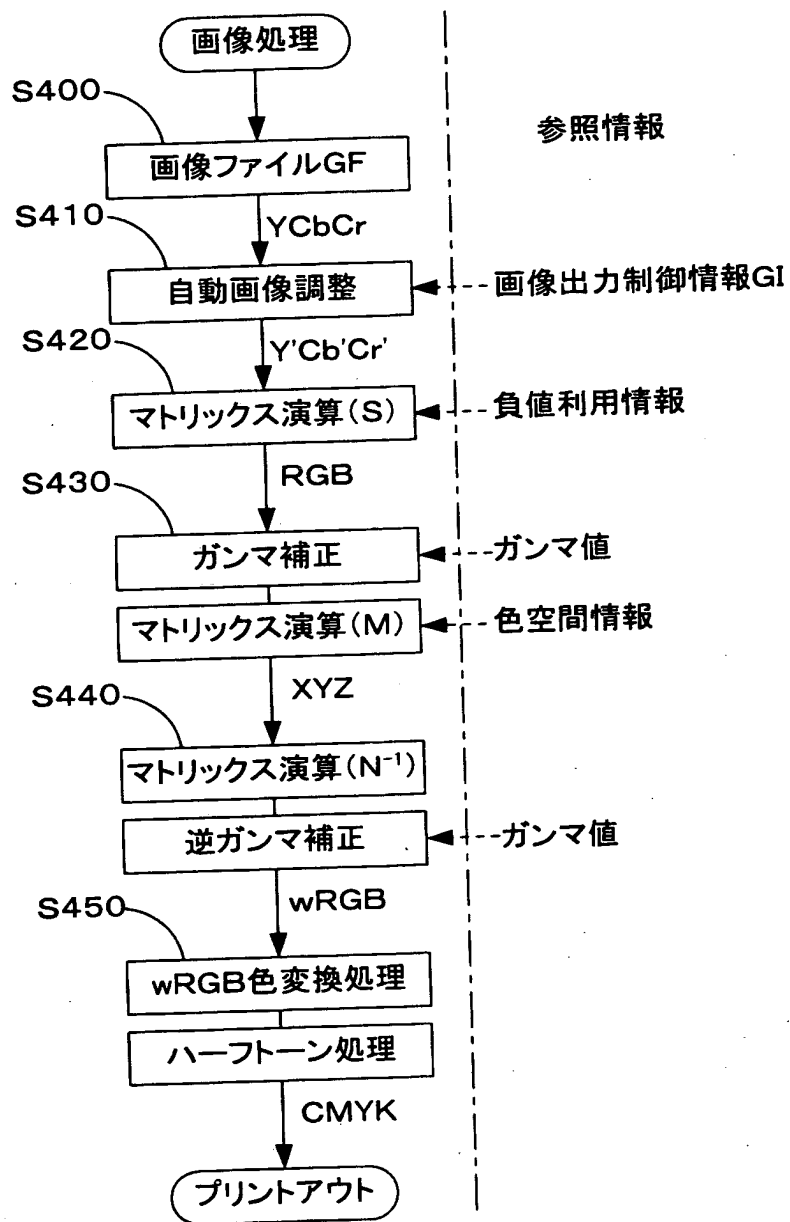 画像処理
S400
参照情報
画像ファイルGF
S410
YCbCr
自動画像調整
画像出力制御情報GI
S420
Y'Cb'Cr'
マトリックス演算(S)
負値利用情報
RGB
S430
ガンマ補正
ガンマ値
マトリックス演算(M)
色空間情報
XYZ
S440
マトリックス演算(N⁻¹)
逆ガンマ補正
ガンマ値
wRGB
S450
wRGB色変換処理
ハーフトーン処理
CMYK
プリントアウト